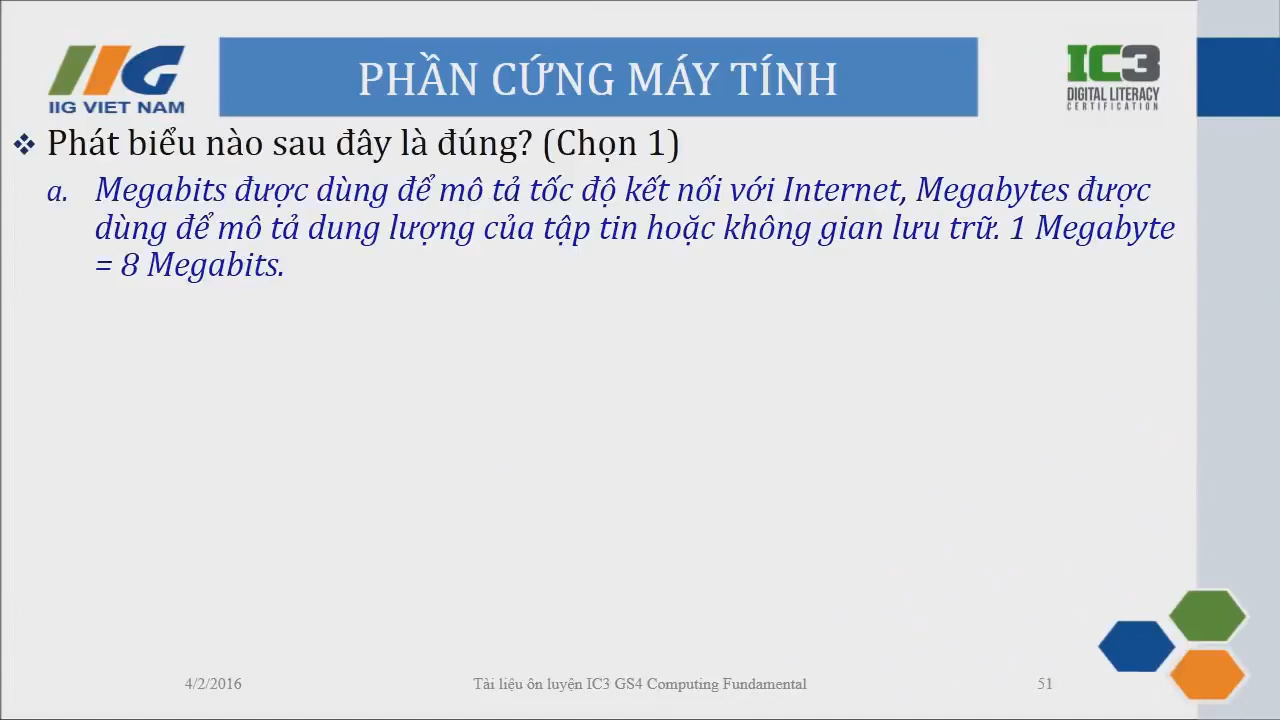 IIG VIET NAM
PHẦN CỨNG MÁY TÍNH
IC3
DIGITAL LITERACY
CERTIFICATION
❖ Phát biểu nào sau đây là đúng? (Chọn 1)
a. Megabits được dùng để mô tả tốc độ kết nối với Internet, Megabytes được
dùng để mô tả dung lượng của tập tin hoặc không gian lưu trữ. 1 Megabyte
= 8 Megabits.
4/2/2016
Tài liệu ôn luyện IC3 GS4 Computing Fundamental
51